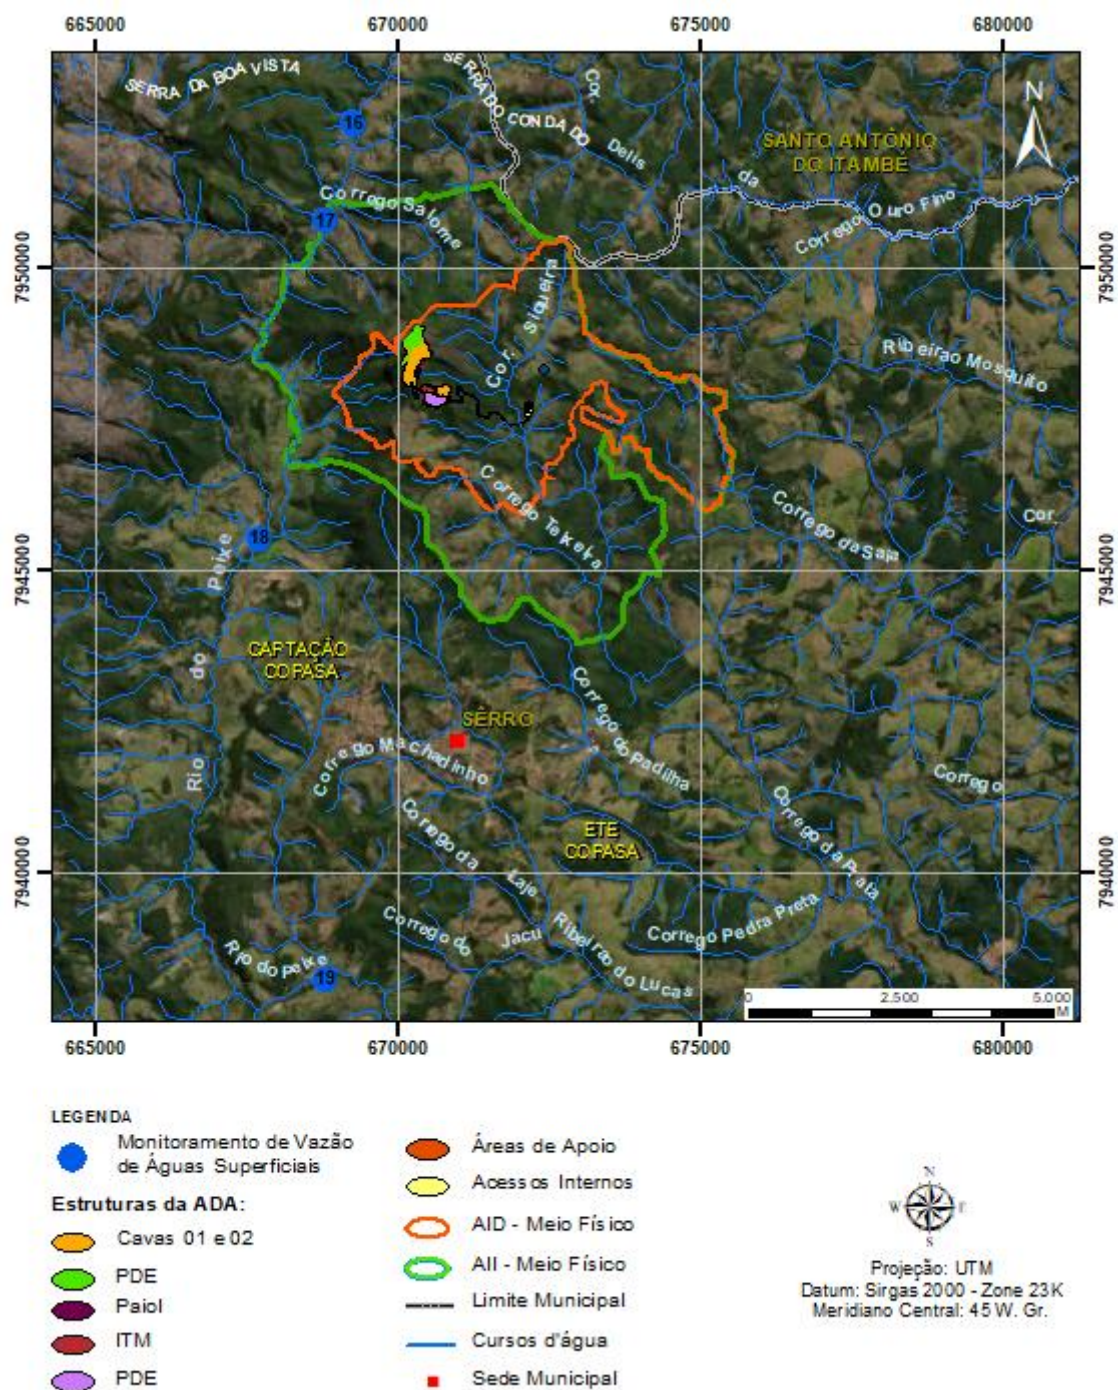 665000 670000 675000 680000
SERRA DA BOA VISTA
SERRA DO CONDADO
Cor.
Delis
N
16
SANTO ANTÔNIO
DO ITAMBÉ
da
Corrego Salome
17
Corrego Ouro Fino
7950000 7950000
Cor. Siqueira
Ribeirao Mosquito
Corrego Teixeira
Corrego da Saja
Cor.
18
7945000 7945000
Rio do Peixe
CAPTAÇÃO
COPASA
SÊRRO
Corrego do Padilha
Corrego Machadinho
Corrego
Corrego da Prata
Corrego da Laje
ETE
COPASA
7940000 7940000
Corrego do Jacu
Corrego Pedra Preta
Ribeirao do Lucas
Rio do Peixe
19
0 2.500 5.000
M
665000 670000 675000 680000
LEGENDA
Monitoramento de Vazão
de Águas Superficiais
Estruturas da ADA:
Cavas 01 e 02
PDE
Paiol
ITM
PDE
Áreas de Apoio
Acessos Internos
AID - Meio Físico
AII - Meio Físico
Limite Municipal
Cursos d'água
Sede Municipal
N
W E
S
Projeção: UTM
Datum: Sirgas 2000 - Zone 23K
Meridiano Central: 45 W. Gr.